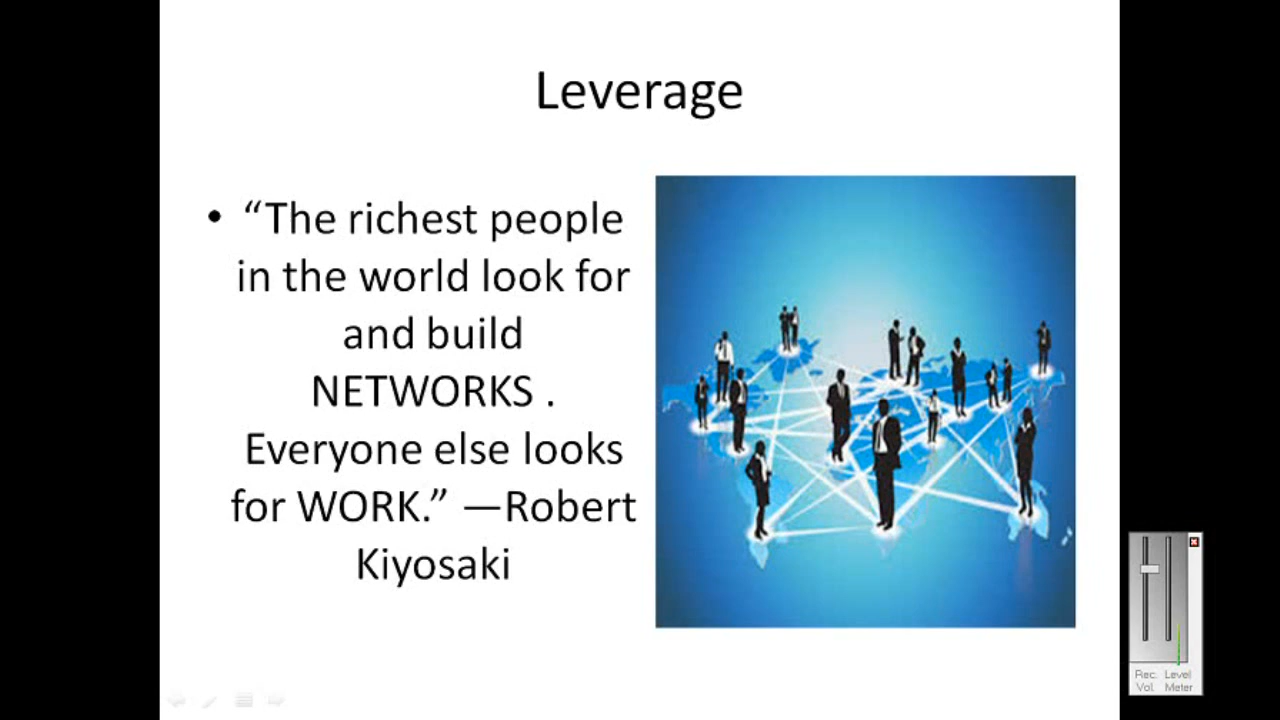 Leverage
• “The richest people
in the world look for
and build
NETWORKS .
Everyone else looks
for WORK.” —Robert
Kiyosaki
Rec. Level
Vol. Meter